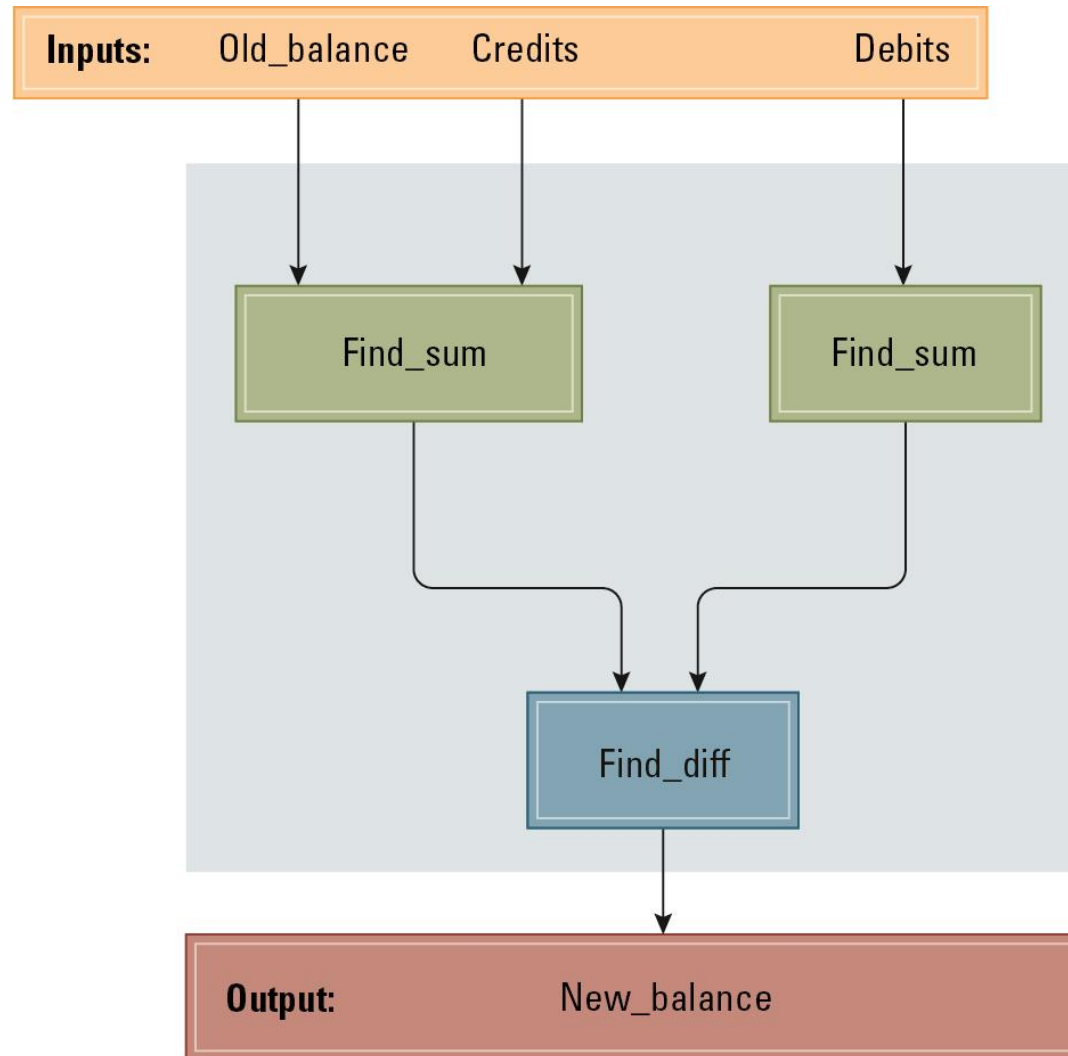 Inputs: Old_balance Credits Debits
Find_sum Find_sum
Find_diff
Output: New_balance